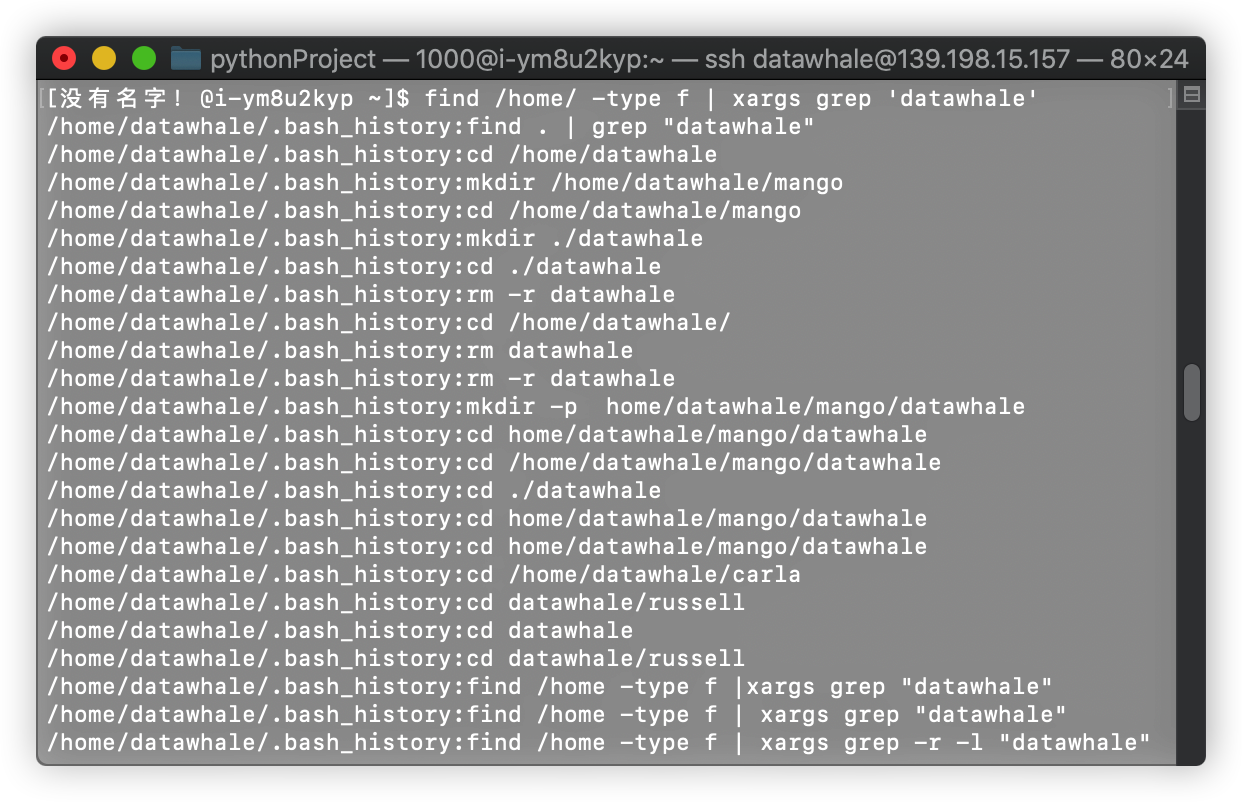 pythonProject — 1000@i-ym8u2kyp:~ — ssh datawhale@139.198.15.157 — 80×24
[[没有名字！@i-ym8u2kyp ~]$ find /home/ -type f | xargs grep 'datawhale' ]
/home/datawhale/.bash_history:find . | grep "datawhale"
/home/datawhale/.bash_history:cd /home/datawhale
/home/datawhale/.bash_history:mkdir /home/datawhale/mango
/home/datawhale/.bash_history:cd /home/datawhale/mango
/home/datawhale/.bash_history:mkdir ./datawhale
/home/datawhale/.bash_history:cd ./datawhale
/home/datawhale/.bash_history:rm -r datawhale
/home/datawhale/.bash_history:cd /home/datawhale/
/home/datawhale/.bash_history:rm datawhale
/home/datawhale/.bash_history:rm -r datawhale
/home/datawhale/.bash_history:mkdir -p  home/datawhale/mango/datawhale
/home/datawhale/.bash_history:cd home/datawhale/mango/datawhale
/home/datawhale/.bash_history:cd /home/datawhale/mango/datawhale
/home/datawhale/.bash_history:cd ./datawhale
/home/datawhale/.bash_history:cd home/datawhale/mango/datawhale
/home/datawhale/.bash_history:cd home/datawhale/mango/datawhale
/home/datawhale/.bash_history:cd /home/datawhale/carla
/home/datawhale/.bash_history:cd datawhale/russell
/home/datawhale/.bash_history:cd datawhale
/home/datawhale/.bash_history:cd datawhale/russell
/home/datawhale/.bash_history:find /home -type f |xargs grep "datawhale"
/home/datawhale/.bash_history:find /home -type f | xargs grep "datawhale"
/home/datawhale/.bash_history:find /home -type f | xargs grep -r -l "datawhale"